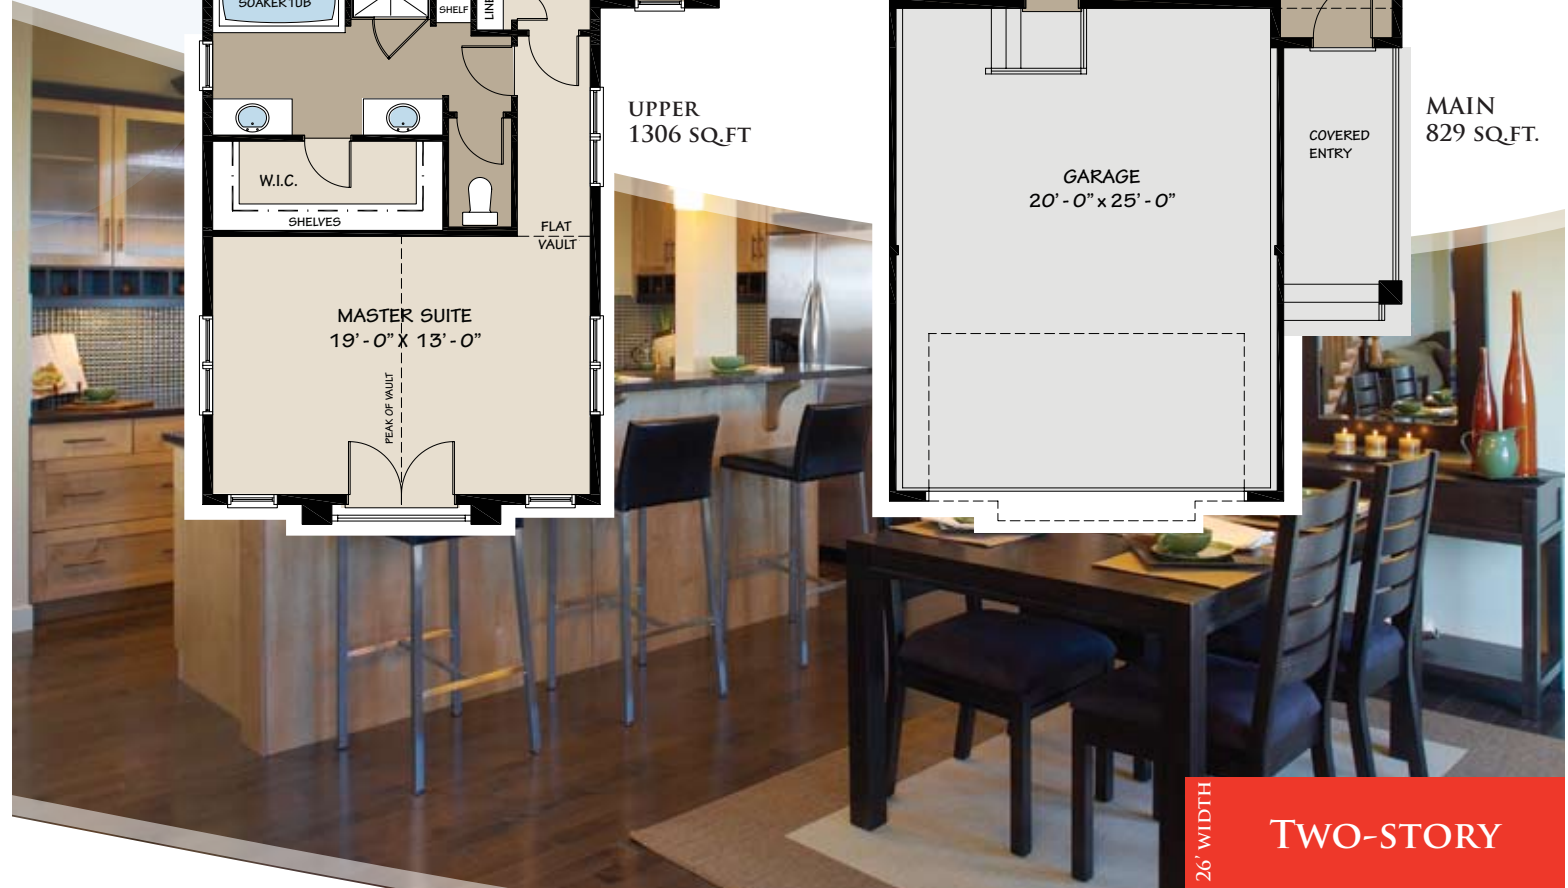 SOAKER TUB
SHELF
LINE
UPPER
1306 SQ.FT
W.I.C.
SHELVES
FLAT
VAULT
MASTER SUITE
19'-0" X 13'-0"
PEAK OF VAULT
GARAGE
20'-0" x 25'-0"
COVERED
ENTRY
MAIN
829 SQ.FT.
26' WIDTH
TWO-STORY